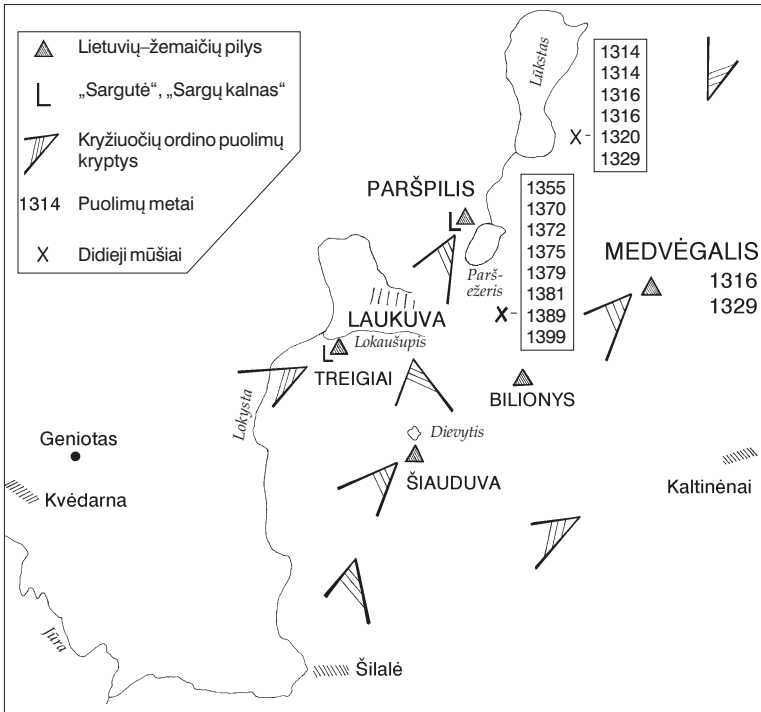 Lietuvių–žemaičių pilys
„Sargutė“, „Sargų kalnas“
Kryžiuočių ordino puolimų
kryptys
1314 Puolimų metai
X Didieji mūšiai
Lūkstas
1314
1314
1316
1316
X- 1320
1329
PARŠPILIS
1355
1370
1372
1375
1379
1381
X- 1389
1399
Parš-
ežeris
MEDVĖGALIS
1316
1329
LAUKUVA
Lokaušupis
TREIGIAI
BILIONYS
Lokysta
Dievytis
ŠIAUDUVA
Geniotas
Kvėdarna
Kaltinėnai
Jūra
Šilalė